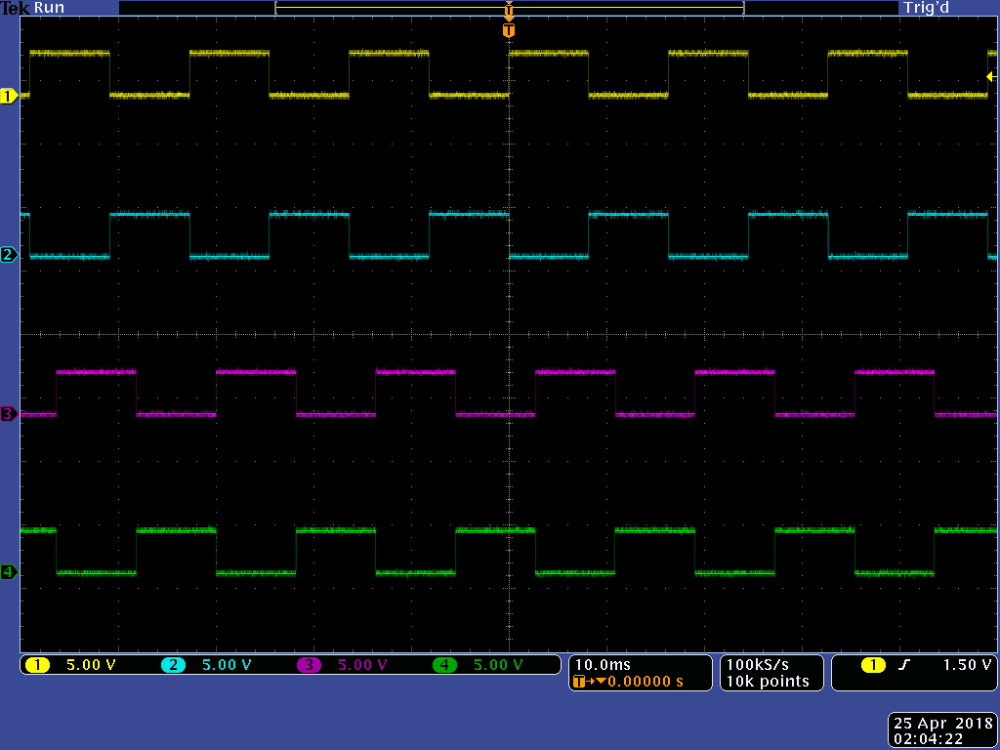 Tek Run Trig'd
T
T
1
2
3
4
1 5.00 V 2 5.00 V 3 5.00 V 4 5.00 V
10.0ms
T→▼0.00000 s
100kS/s
10k points
1 1.50 V
25 Apr 2018
02:04:22